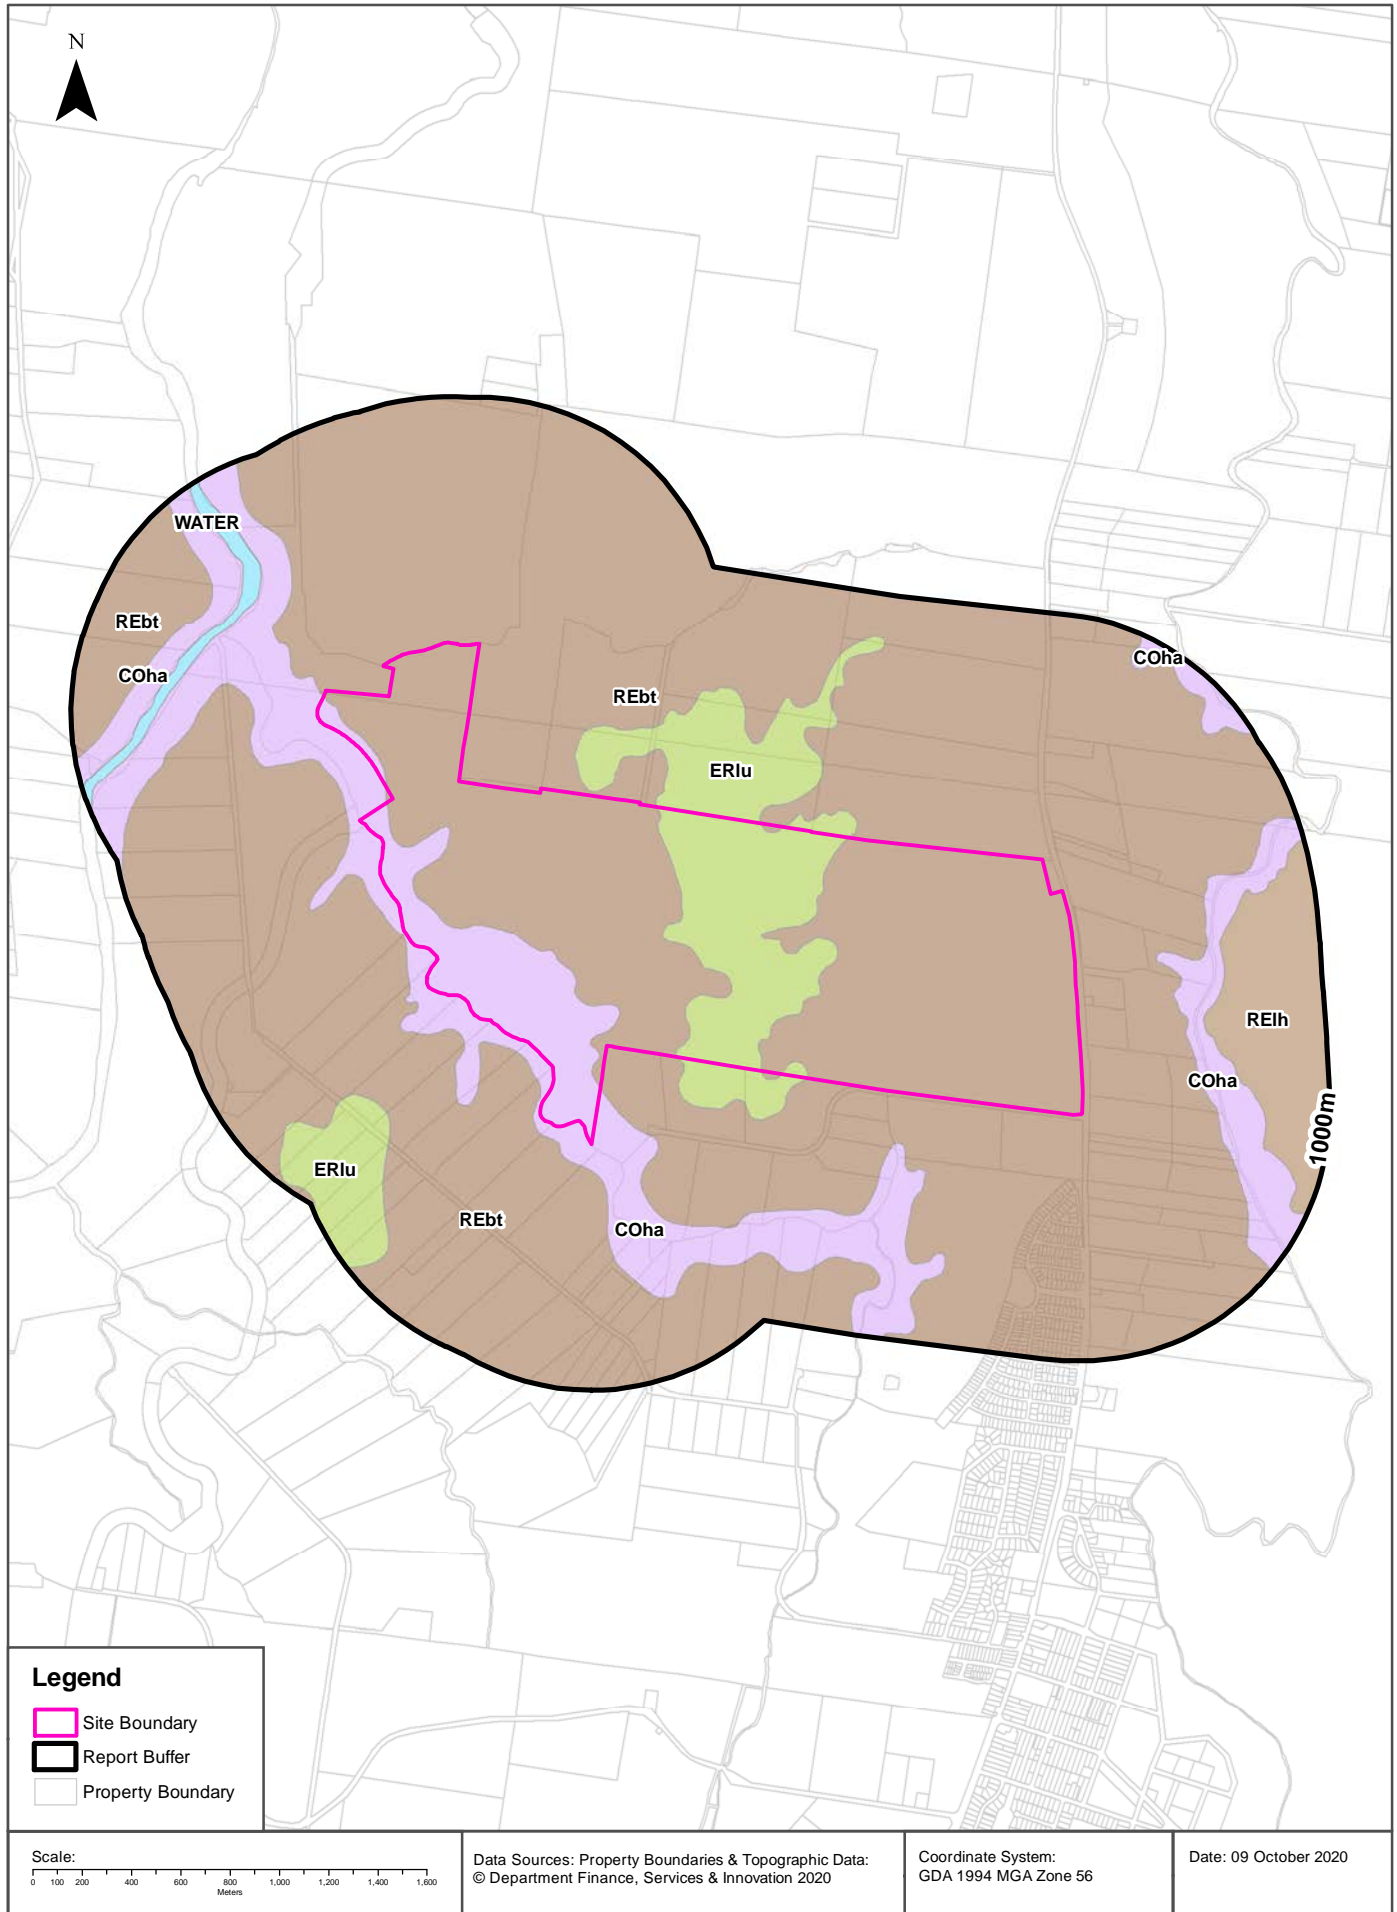 N
WATER
REbt
COha
COha
REbt
ERlu
RElh
COha
1000m
ERlu
REbt
COha
Legend
Site Boundary
Report Buffer
Property Boundary
Scale:
0 100 200 400 600 800 1,000 1,200 1,400 1,600
Meters
Data Sources: Property Boundaries & Topographic Data:
© Department Finance, Services & Innovation 2020
Coordinate System:
GDA 1994 MGA Zone 56
Date: 09 October 2020